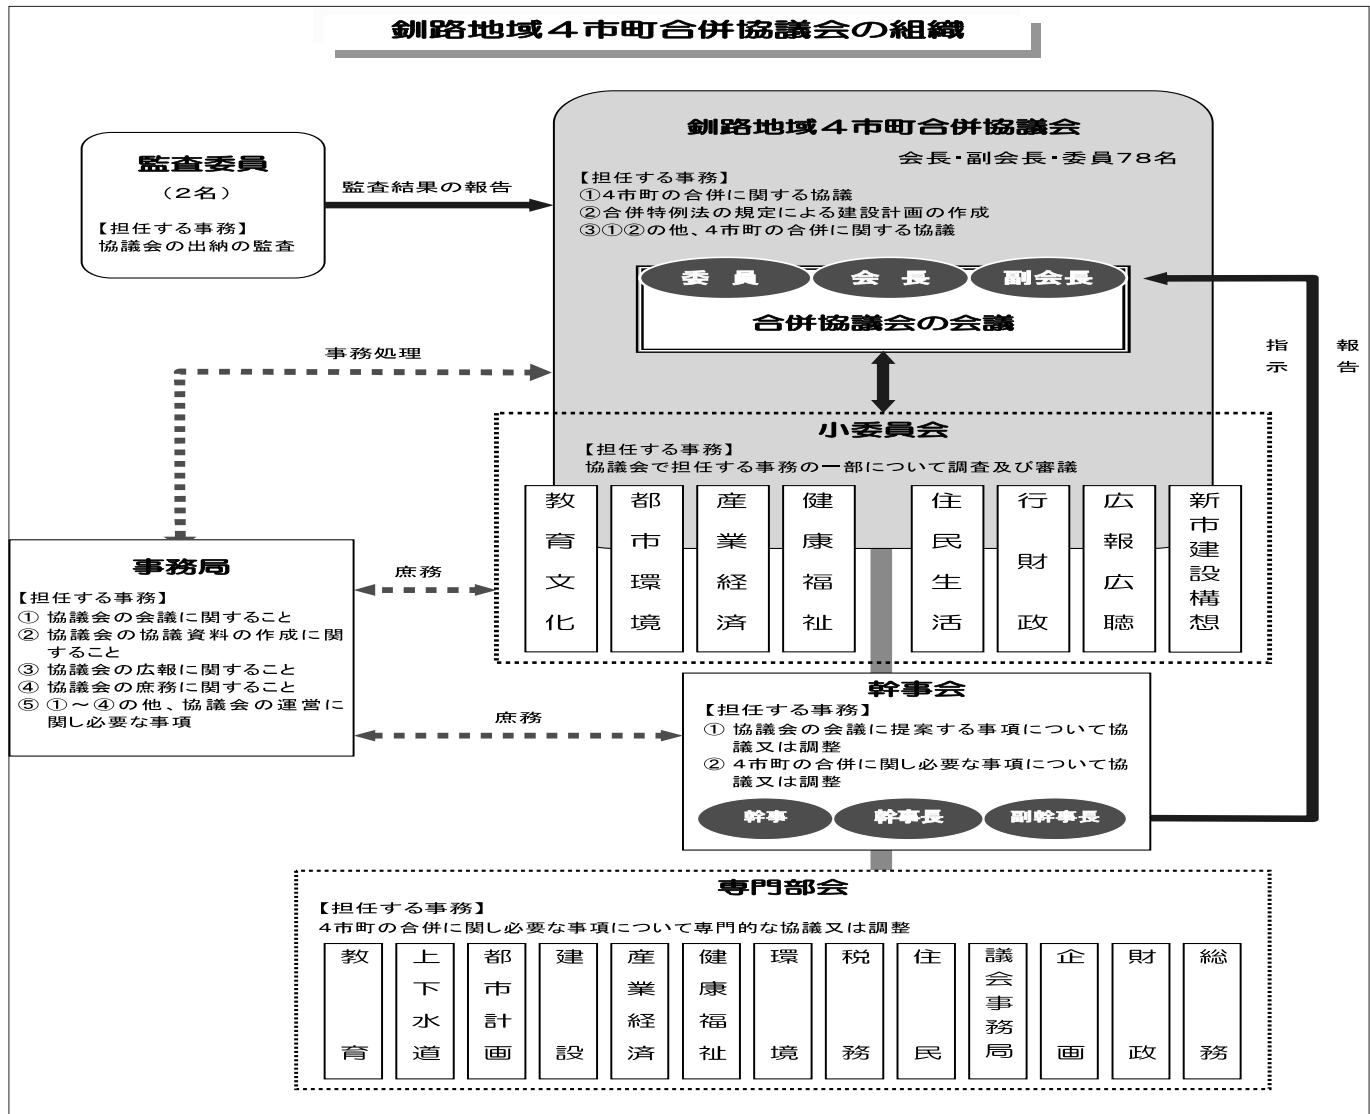 釧路地域４市町合併協議会の組織
釧路地域４市町合併協議会
会長・副会長・委員78名
【担任する事務】
①4市町の合併に関する協議
②合併特例法の規定による建設計画の作成
③①②の他、4市町の合併に関する協議
監査委員
（2名）
【担任する事務】
協議会の出納の監査
監査結果の報告
委員
会長
副会長
合併協議会の会議
事務処理
指示
報告
小委員会
【担任する事務】
協議会で担任する事務の一部について調査及び審議
教育文化
都市環境
産業経済
健康福祉
住民生活
行財政
広報広聴
新市建設構想
事務局
【担任する事務】
① 協議会の会議に関すること
② 協議会の協議資料の作成に関
すること
③ 協議会の広報に関すること
④ 協議会の庶務に関すること
⑤ ①～④の他、協議会の運営に
関し必要な事項
庶務
庶務
幹事会
【担任する事務】
① 協議会の会議に提案する事項について協
議又は調整
② 4市町の合併に関し必要な事項について協
議又は調整
幹事
幹事長
副幹事長
専門部会
【担任する事務】
4市町の合併に関し必要な事項について専門的な協議又は調整
教育
上下水道
都市計画
建設
産業経済
健康福祉
環境
税務
住民
議会事務局
企画
財政
総務